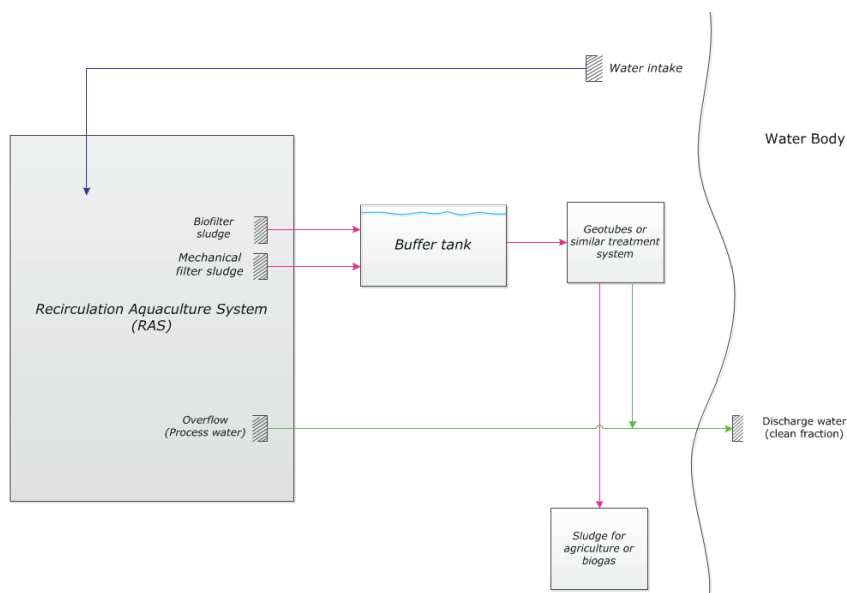 Water intake
Water Body
Biofilter
sludge
Mechanical
filter sludge
Buffer tank
Geotubes or
similar treatment
system
Recirculation Aquaculture System
(RAS)
Overflow
(Process water)
Discharge water
(clean fraction)
Sludge for
agriculture or
biogas